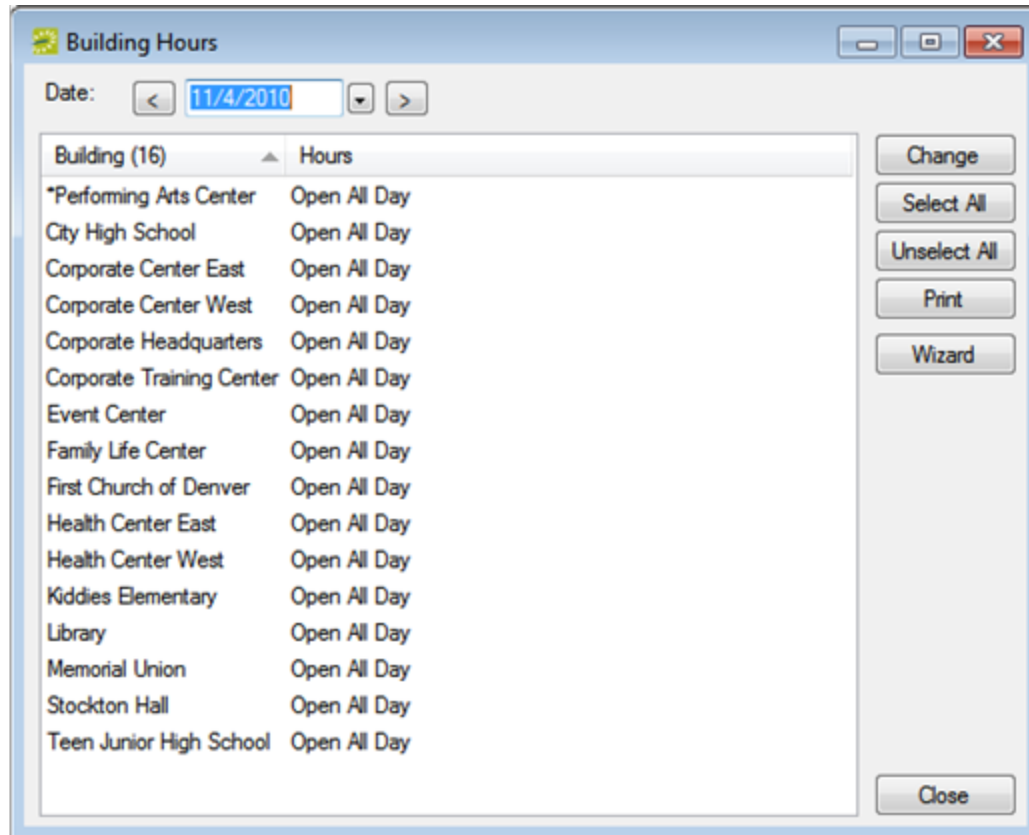 Building Hours
Date: < 11/4/2010 >
Building (16) Hours
*Performing Arts Center Open All Day
City High School Open All Day
Corporate Center East Open All Day
Corporate Center West Open All Day
Corporate Headquarters Open All Day
Corporate Training Center Open All Day
Event Center Open All Day
Family Life Center Open All Day
First Church of Denver Open All Day
Health Center East Open All Day
Health Center West Open All Day
Kiddies Elementary Open All Day
Library Open All Day
Memorial Union Open All Day
Stockton Hall Open All Day
Teen Junior High School Open All Day
Change
Select All
Unselect All
Print
Wizard
Close